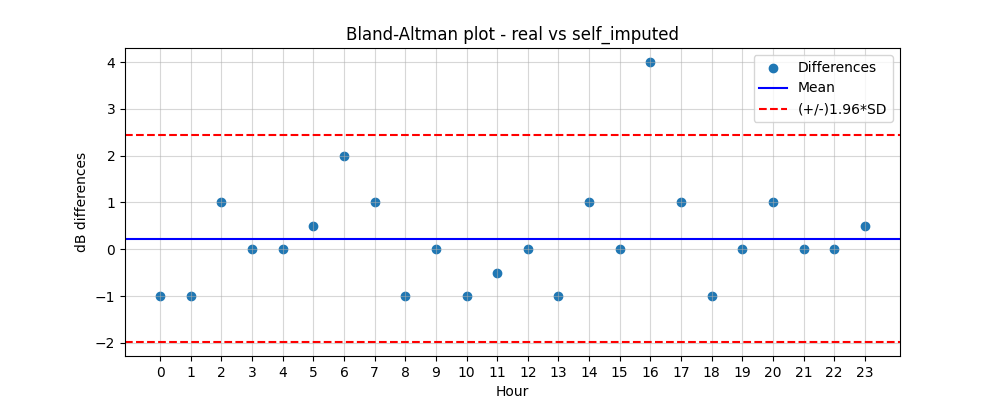 Bland-Altman plot - real vs self_imputed
4
3
2
1
0
−1
−2
dB differences
Differences
Mean
(+/-)1.96*SD
0 1 2 3 4 5 6 7 8 9 10 11 12 13 14 15 16 17 18 19 20 21 22 23
Hour